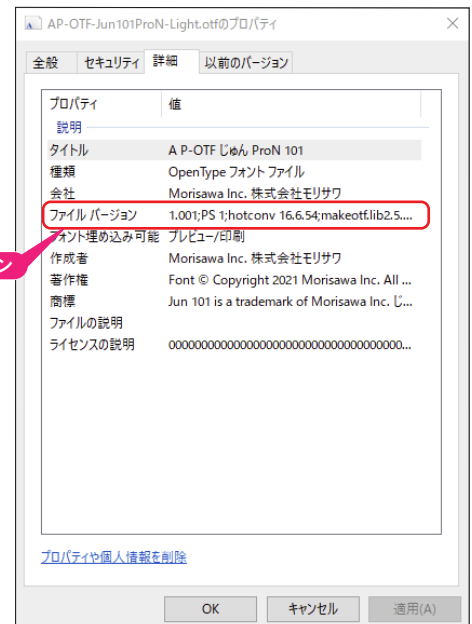 AP-OTF-Jun101ProN-Light.otfのプロパティ
全般 セキュリティ 詳細 以前のバージョン
プロパティ 値
説明
タイトル A P-OTF じゅん ProN 101
種類 OpenType フォント ファイル
会社 Morisawa Inc. 株式会社モリサワ
ファイル バージョン 1.001;PS 1;hotconv 16.6.54;makeotf.lib2.5....
フォント埋め込み可能 プレビュー/印刷
ン
作成者 Morisawa Inc. 株式会社モリサワ
著作権 Font © Copyright 2021 Morisawa Inc. All ...
商標 Jun 101 is a trademark of Morisawa Inc. じ...
ファイルの説明
ライセンスの説明 0000000000000000000000000000000000...
プロパティや個人情報を削除
OK キャンセル 適用(A)